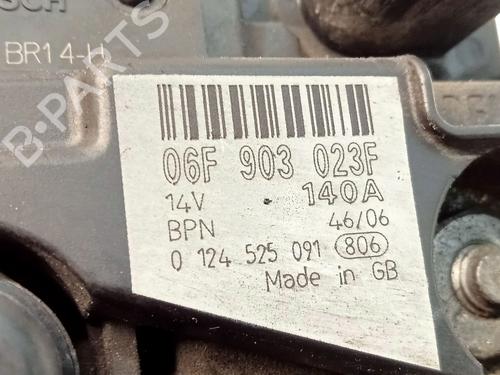 BR14-H
06F 903 023F
14V 140A
BPN 46/06
0 124 525 091 806
Made in GB
B-PARTS